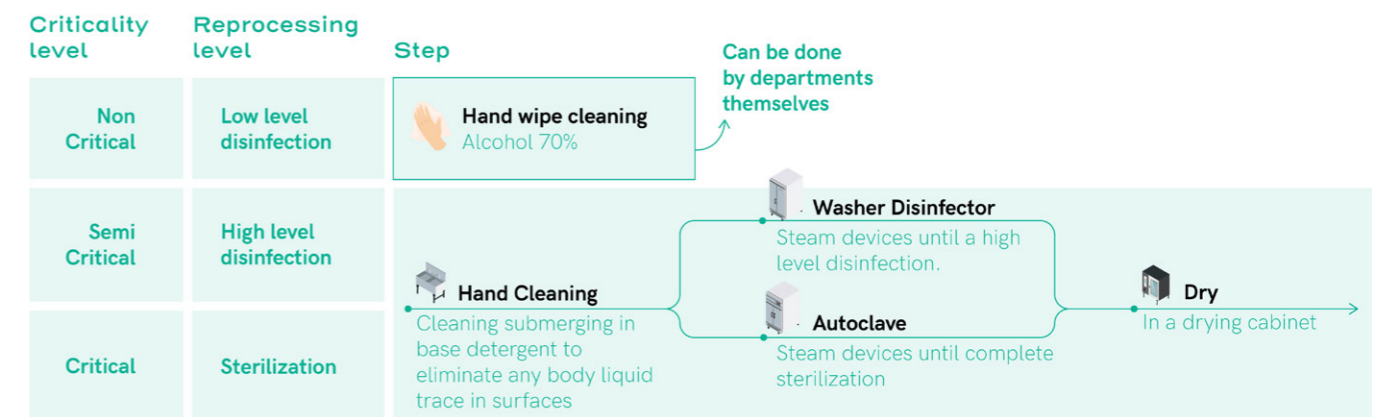 Criticality
level
Reprocessing
level
Step
Can be done
by departments
themselves
Non
Critical
Low level
disinfection
Hand wipe cleaning
Alcohol 70%
Semi
Critical
High level
disinfection
Critical
Sterilization
Hand Cleaning
Cleaning submerging in
base detergent to
eliminate any body liquid
trace in surfaces
Washer Disinfector
Steam devices until a high
level disinfection.
Autoclave
Steam devices until complete
sterilization
Dry
In a drying cabinet